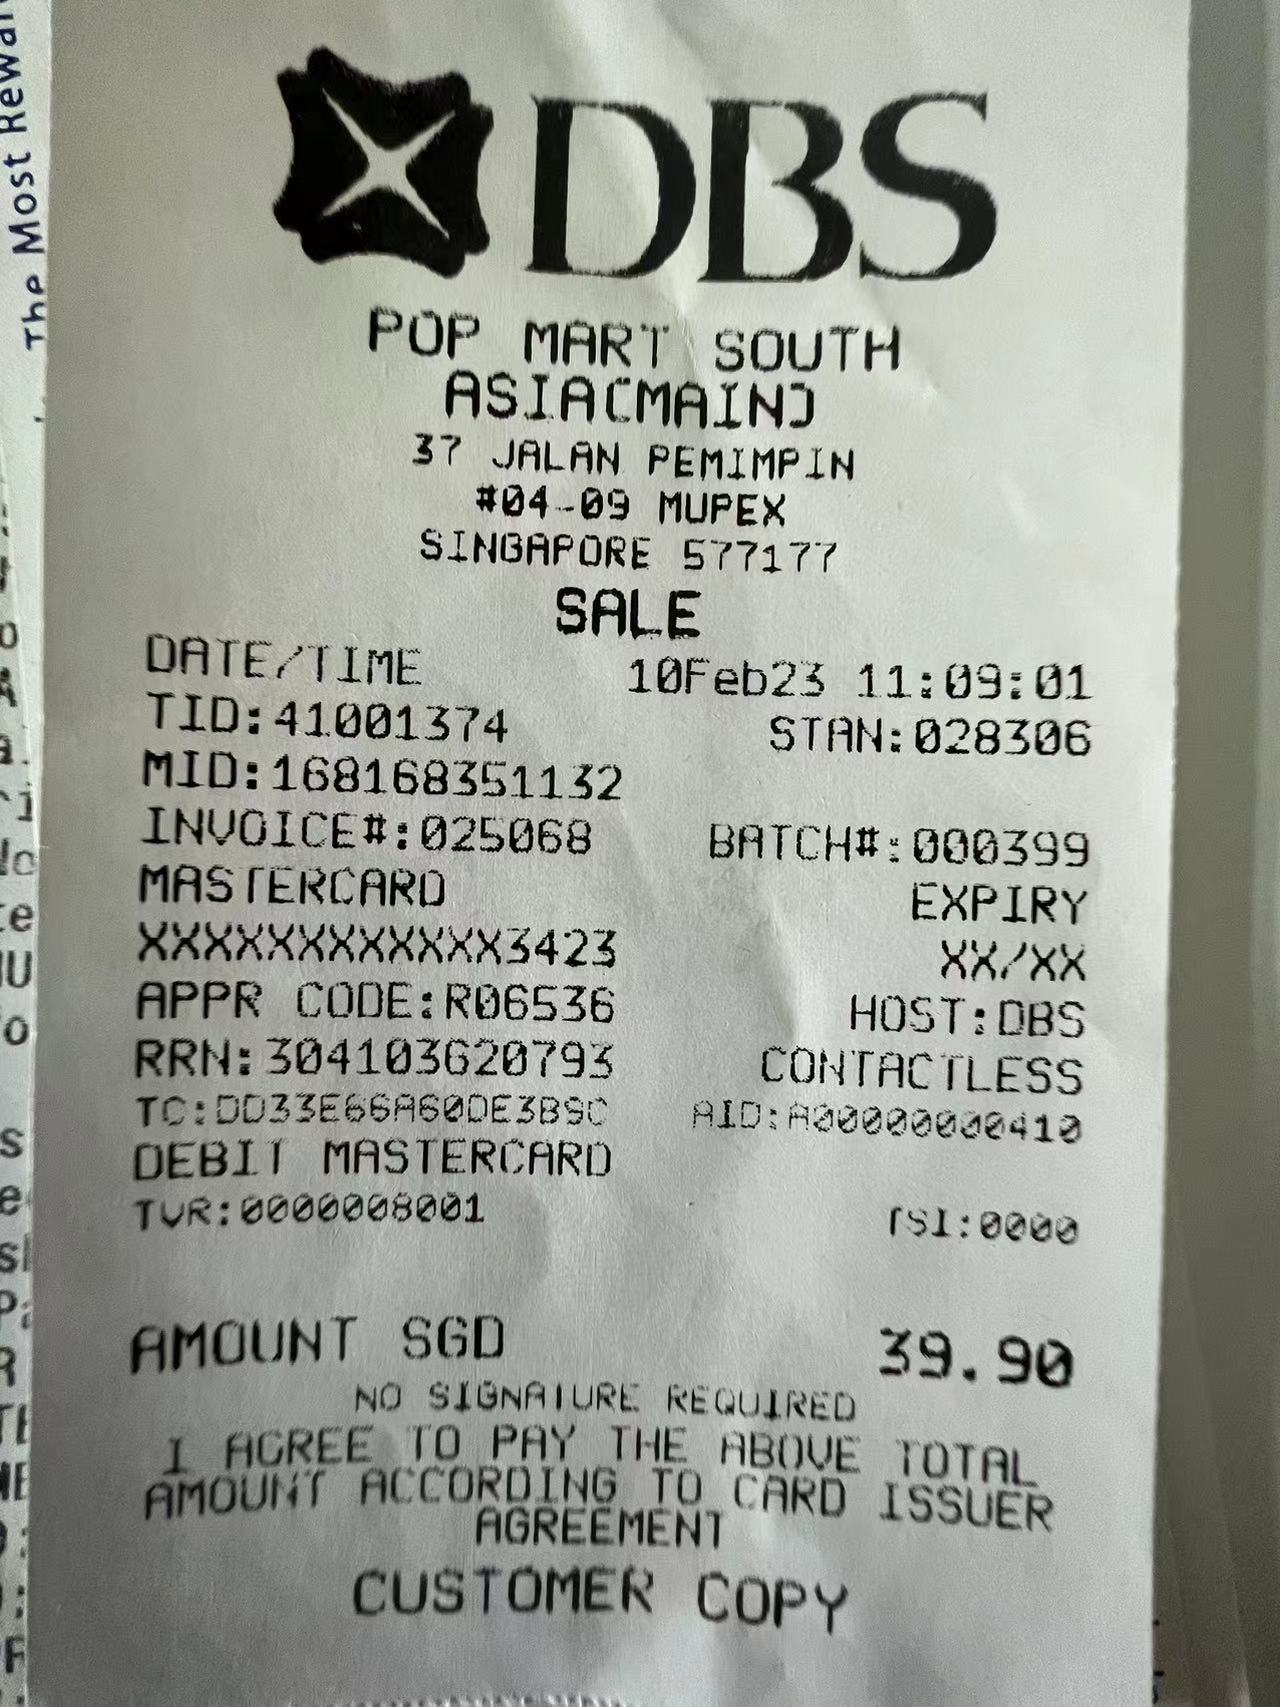 The Most Rewar
DBS
POP MART SOUTH
ASIA(MAIN)
37 JALAN PEMIMPIN
#04-09 MUPEX
SINGAPORE 577177
SALE
DATE/TIME 10Feb23 11:09:01
TID:41001374 STAN:028306
MID:168168351132
INVOICE#:025068 BATCH#:000399
MASTERCARD EXPIRY
XXXXXXXXXXXX3423 XX/XX
APPR CODE:R06536 HOST:DBS
RRN:304103620793 CONTACTLESS
TC:DD33E66A60DE3B9C AID:A00000000410
DEBIT MASTERCARD
TVR:0000008001 TSI:0000
AMOUNT SGD 39.90
NO SIGNATURE REQUIRED
I AGREE TO PAY THE ABOVE TOTAL
AMOUNT ACCORDING TO CARD ISSUER
AGREEMENT
CUSTOMER COPY